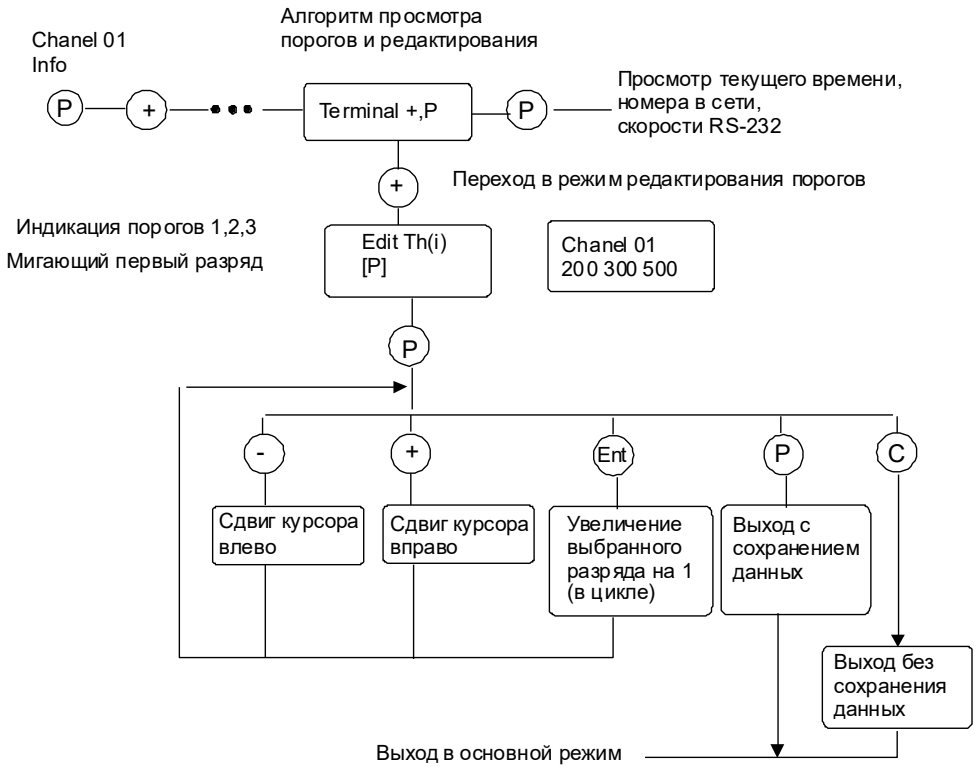 Алгоритм просмотра
порогов и редактирования
Chanel 01
Info
P
+
Terminal +,P
P
Просмотр текущего времени,
номера в сети,
скорости RS-232
+
Переход в режим редактирования порогов
Индикация порогов 1,2,3
Мигающий первый разряд
Edit Th(i)
[P]
Chanel 01
200 300 500
P
-
+
Ent
P
C
Сдвиг курсора
влево
Сдвиг курсора
вправо
Увеличение
выбранного
разряда на 1
(в цикле)
Выход с
сохранением
данных
Выход без
сохранения
данных
Выход в основной режим